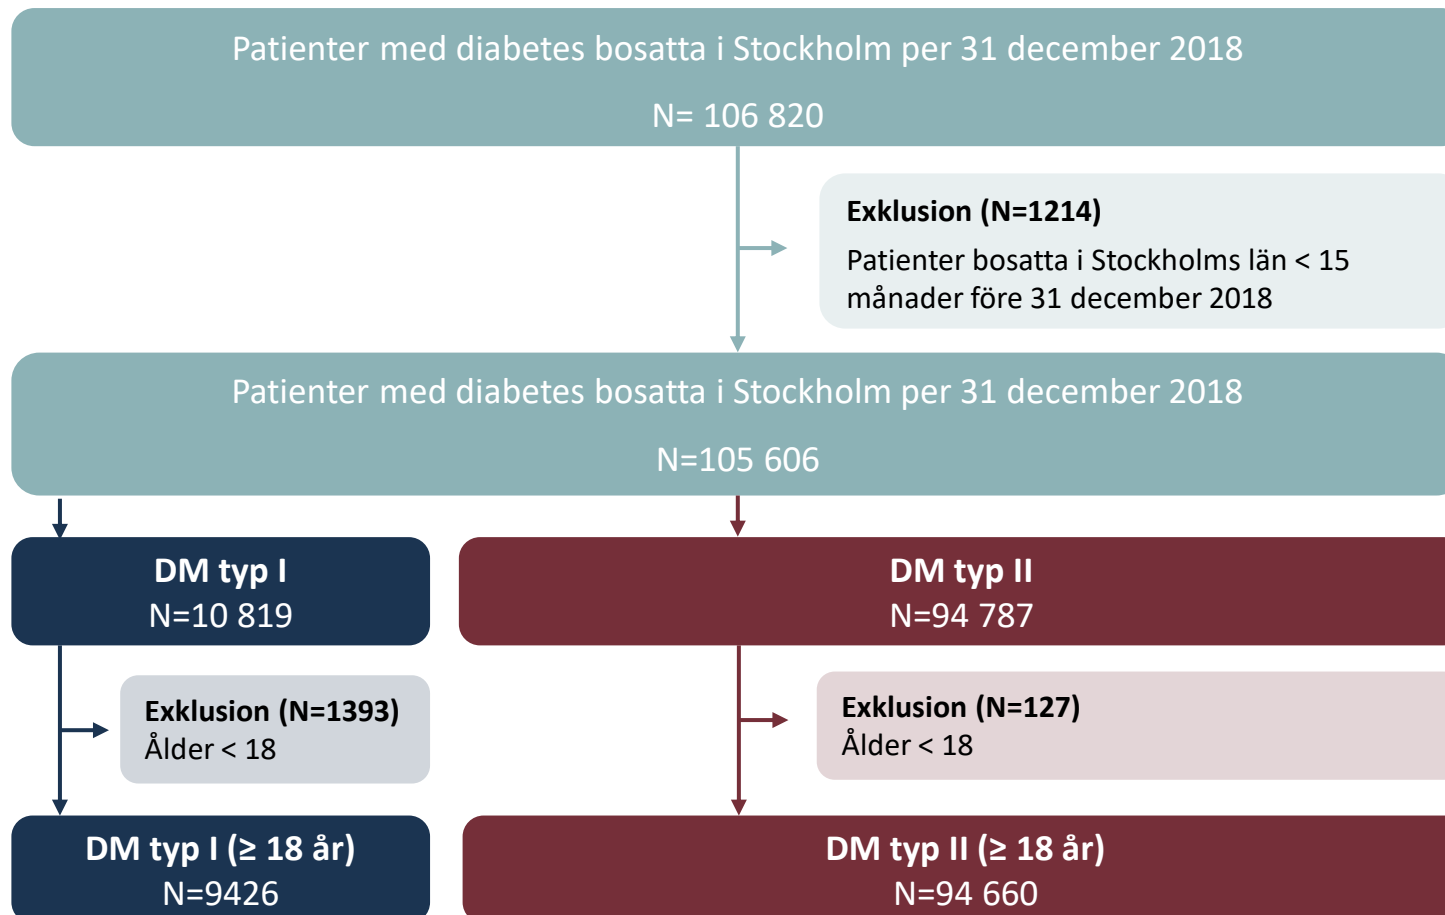 Patienter med diabetes bosatta i Stockholm per 31 december 2018
N= 106 820
Exklusion (N=1214)
Patienter bosatta i Stockholms län < 15
månader före 31 december 2018
Patienter med diabetes bosatta i Stockholm per 31 december 2018
N=105 606
DM typ I
N=10 819
DM typ II
N=94 787
Exklusion (N=1393)
Ålder < 18
Exklusion (N=127)
Ålder < 18
DM typ I (≥ 18 år)
N=9426
DM typ II (≥ 18 år)
N=94 660